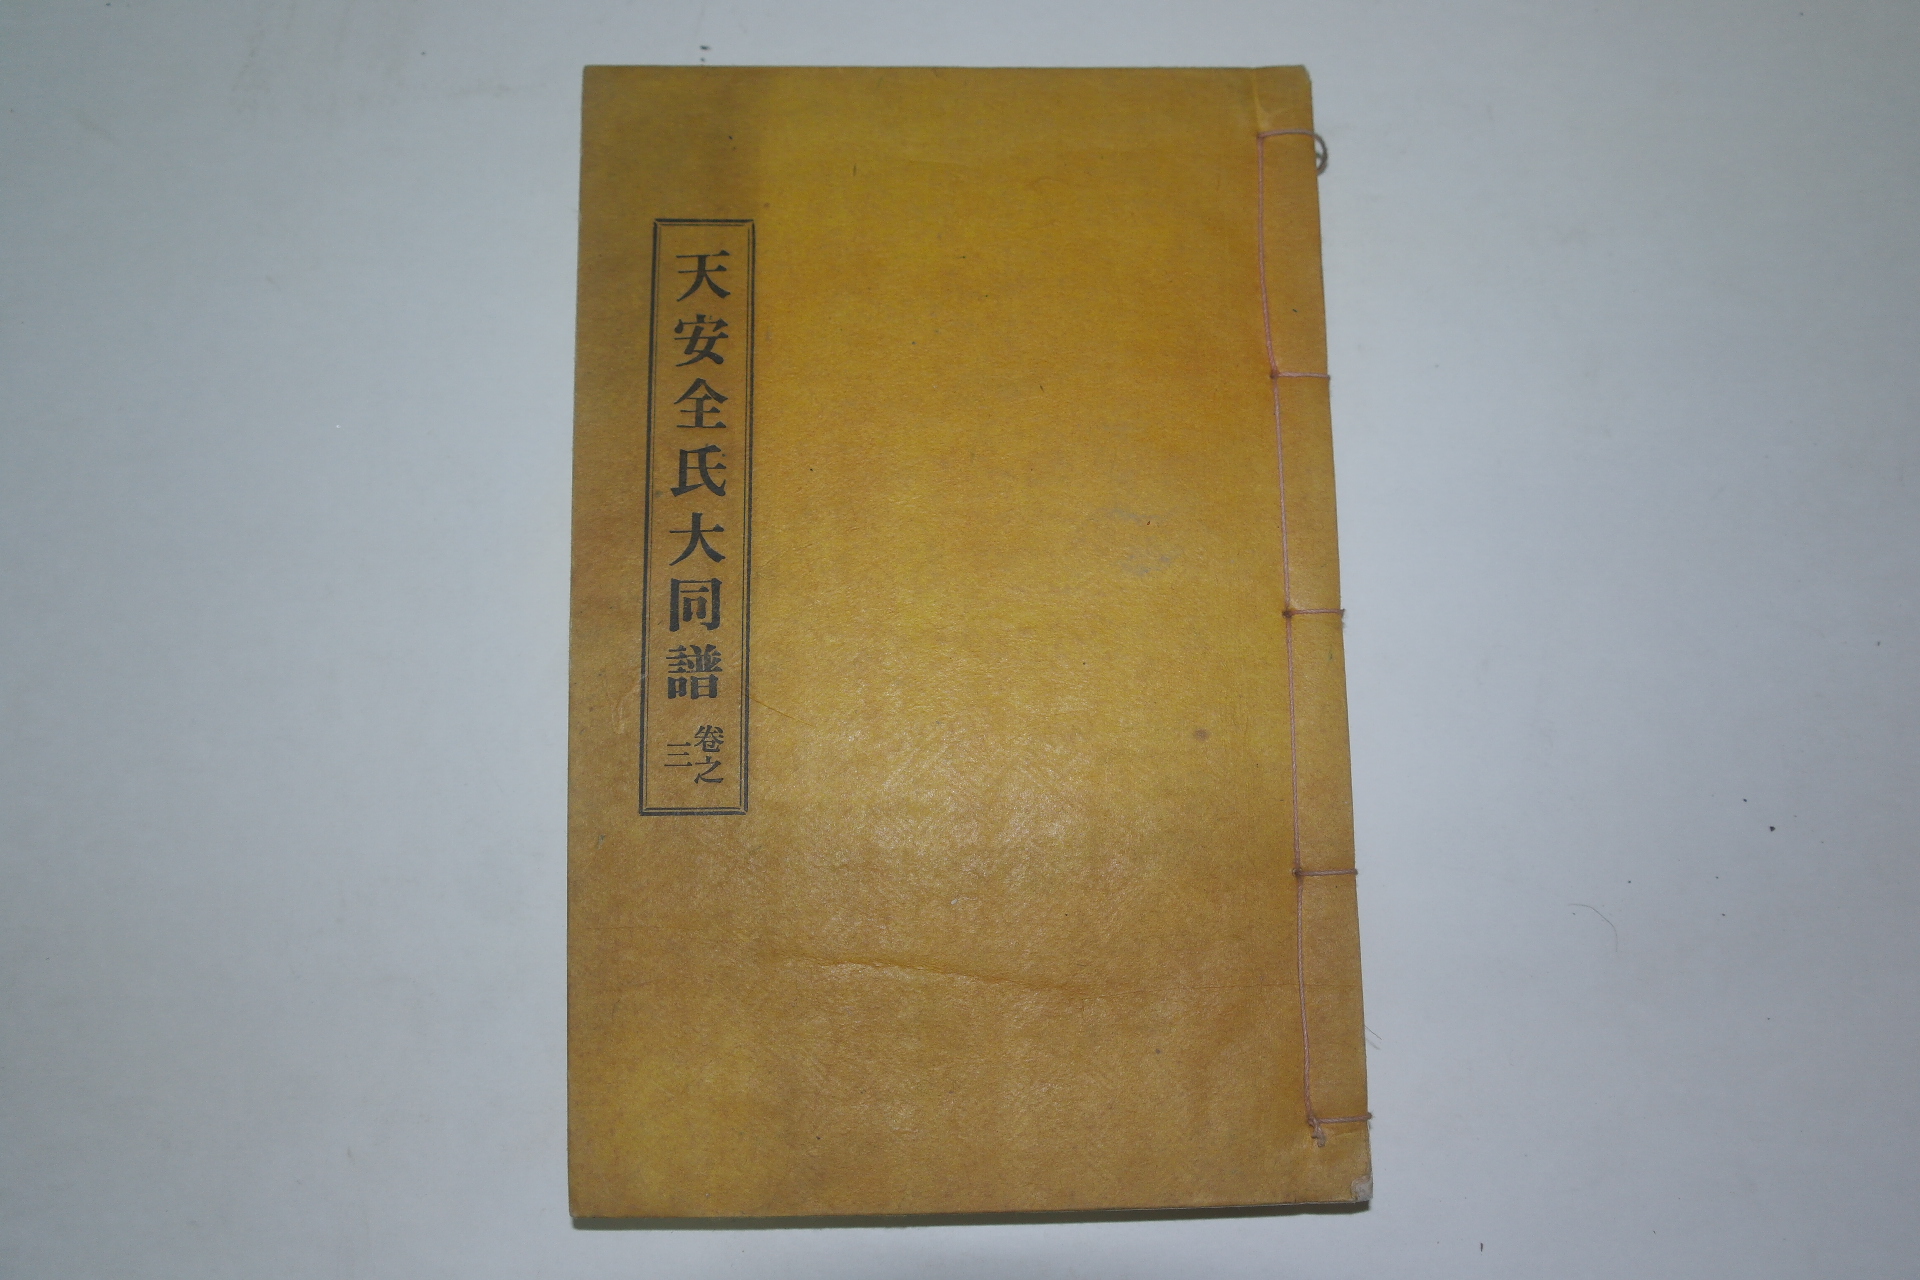 天安全氏大同譜
卷之
三